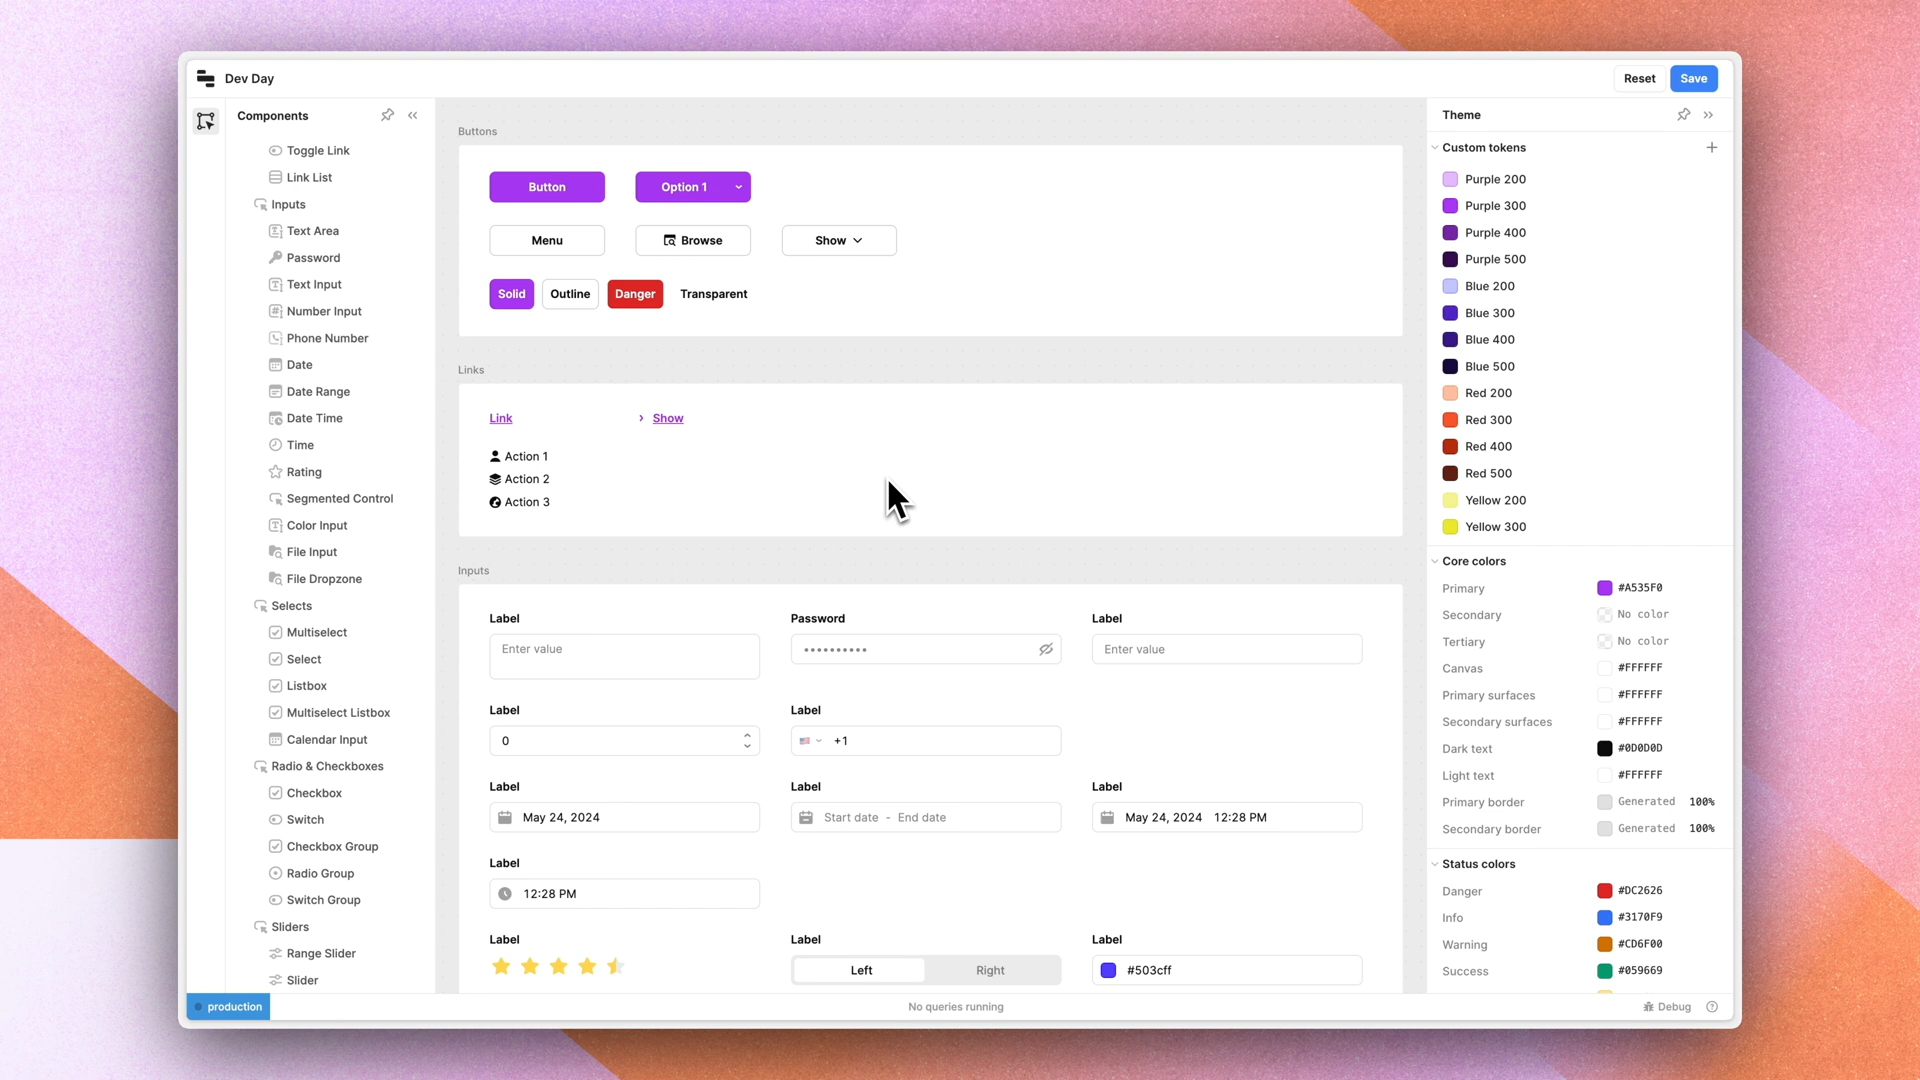 Dev Day
Reset
Save
Components
Toggle Link
Link List
Inputs
Text Area
Password
Text Input
Number Input
Phone Number
Date
Date Range
Date Time
Time
Rating
Segmented Control
Color Input
File Input
File Dropzone
Selects
Multiselect
Select
Listbox
Multiselect Listbox
Calendar Input
Radio & Checkboxes
Checkbox
Switch
Checkbox Group
Radio Group
Switch Group
Sliders
Range Slider
Slider
Buttons
Button
Option 1
Menu
Browse
Show
Solid
Outline
Danger
Transparent
Links
Link
Show
Action 1
Action 2
Action 3
Inputs
Label
Password
Label
Enter value
Enter value
Label
Label
0
+1
Label
Label
Label
May 24, 2024
Start date - End date
May 24, 2024 12:28 PM
Label
12:28 PM
Label
Label
Label
Left
Right
#503cff
Theme
Custom tokens
Purple 200
Purple 300
Purple 400
Purple 500
Blue 200
Blue 300
Blue 400
Blue 500
Red 200
Red 300
Red 400
Red 500
Yellow 200
Yellow 300
Core colors
Primary #A535F0
Secondary No color
Tertiary No color
Canvas #FFFFFF
Primary surfaces #FFFFFF
Secondary surfaces #FFFFFF
Dark text #0D0D0D
Light text #FFFFFF
Primary border Generated 100%
Secondary border Generated 100%
Status colors
Danger #DC2626
Info #3170F9
Warning #CD6F00
Success #059669
production
No queries running
Debug